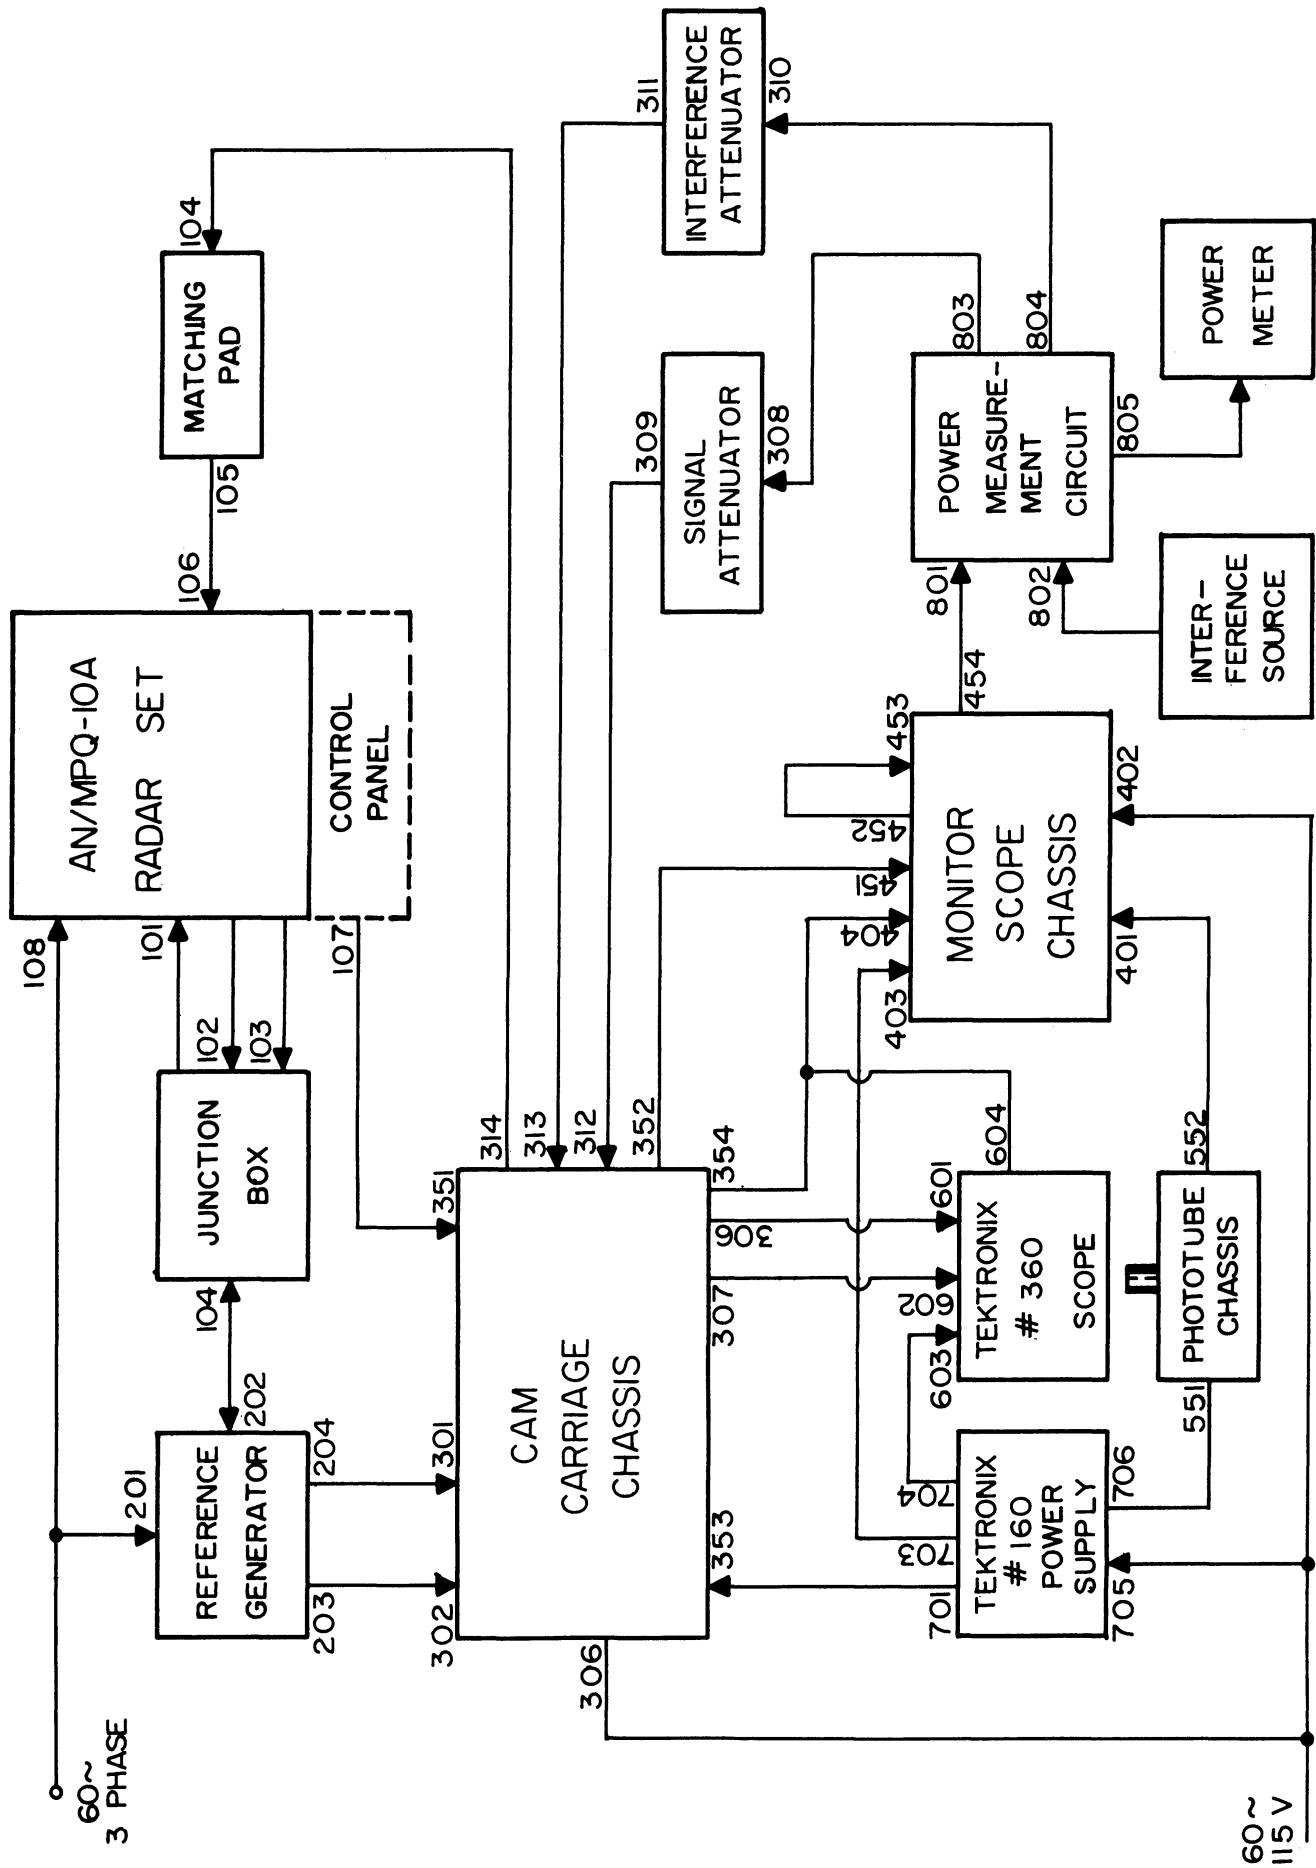 60~
3 PHASE
108
AN/MPQ-10A
RADAR SET
CONTROL
PANEL
101
102
103
107
106
105
MATCHING
PAD
104
201
REFERENCE
GENERATOR
202
203
204
104
JUNCTION
BOX
302
301
351
CAM
CARRIAGE
CHASSIS
306
353
307
306
354
314
313
312
352
311
INTERFERENCE
ATTENUATOR
310
309
SIGNAL
ATTENUATOR
308
701
703
704
TEKTRONIX
# 160
POWER
SUPPLY
705
706
603
602
601
604
TEKTRONIX
# 360
SCOPE
551
PHOTOTUBE
CHASSIS
552
403
404
451
452
453
454
MONITOR
SCOPE
CHASSIS
401
402
801
802
POWER
MEASURE-
MENT
CIRCUIT
803
804
805
INTER-
FERENCE
SOURCE
POWER
METER
60~
115 V